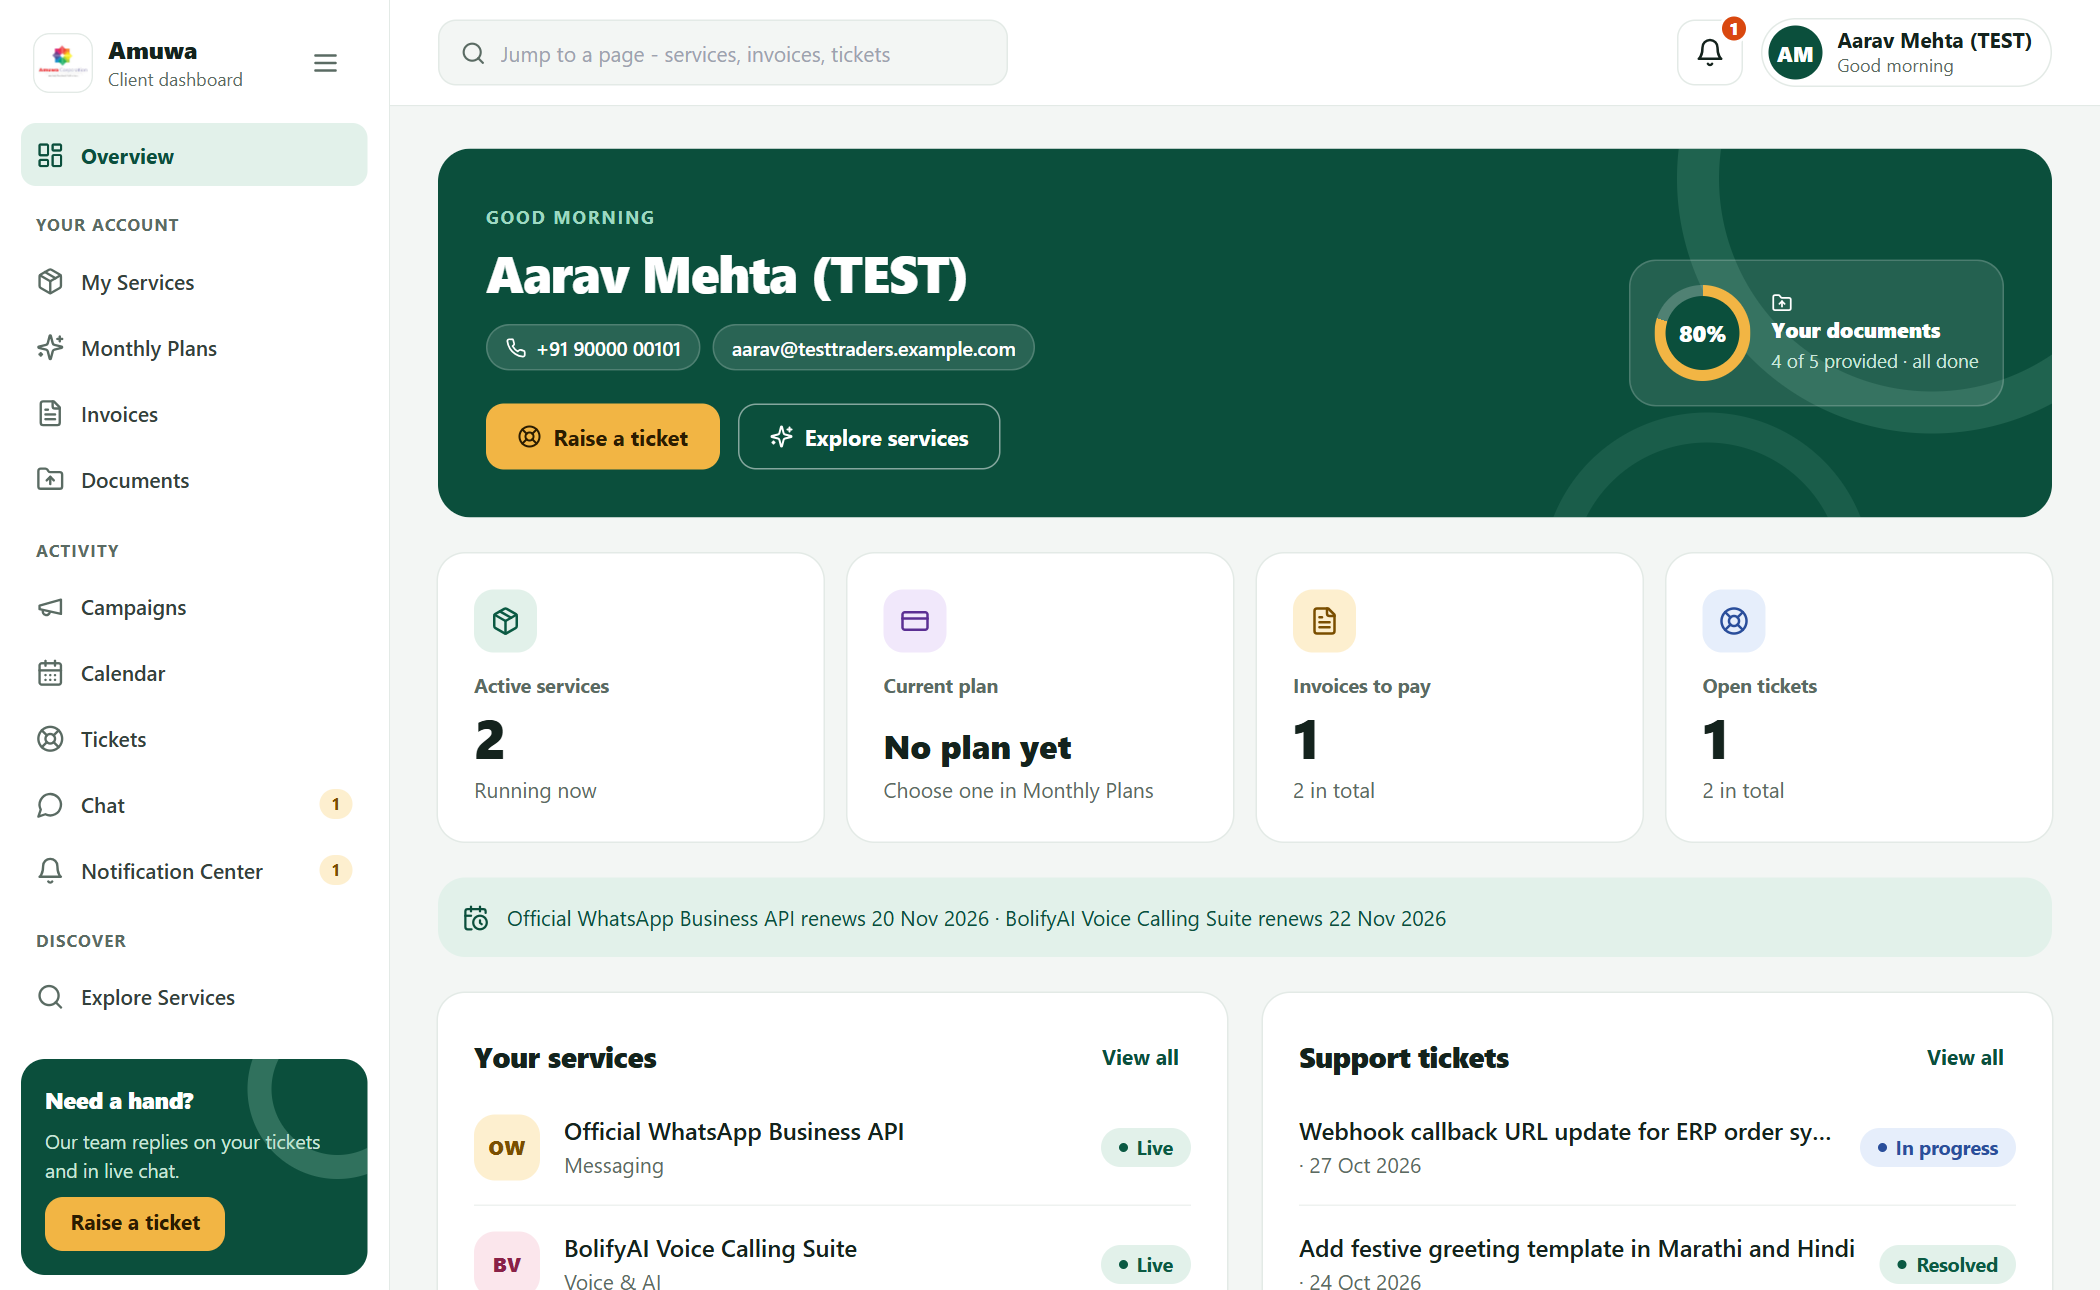 Amuwa
Client dashboard
Jump to a page - services, invoices, tickets
1
AM
Aarav Mehta (TEST)
Good morning
Overview
YOUR ACCOUNT
My Services
Monthly Plans
Invoices
Documents
ACTIVITY
Campaigns
Calendar
Tickets
Chat 1
Notification Center 1
DISCOVER
Explore Services
Need a hand?
Our team replies on your tickets
and in live chat.
Raise a ticket
GOOD MORNING
Aarav Mehta (TEST)
+91 90000 00101
aarav@testtraders.example.com
Raise a ticket
Explore services
80%
Your documents
4 of 5 provided · all done
Active services
2
Running now
Current plan
No plan yet
Choose one in Monthly Plans
Invoices to pay
1
2 in total
Open tickets
1
2 in total
Official WhatsApp Business API renews 20 Nov 2026 · BolifyAI Voice Calling Suite renews 22 Nov 2026
Your services
View all
OW
Official WhatsApp Business API
Messaging
Live
BV
BolifyAI Voice Calling Suite
Voice & AI
Live
Support tickets
View all
Webhook callback URL update for ERP order sy...
· 27 Oct 2026
In progress
Add festive greeting template in Marathi and Hindi
· 24 Oct 2026
Resolved